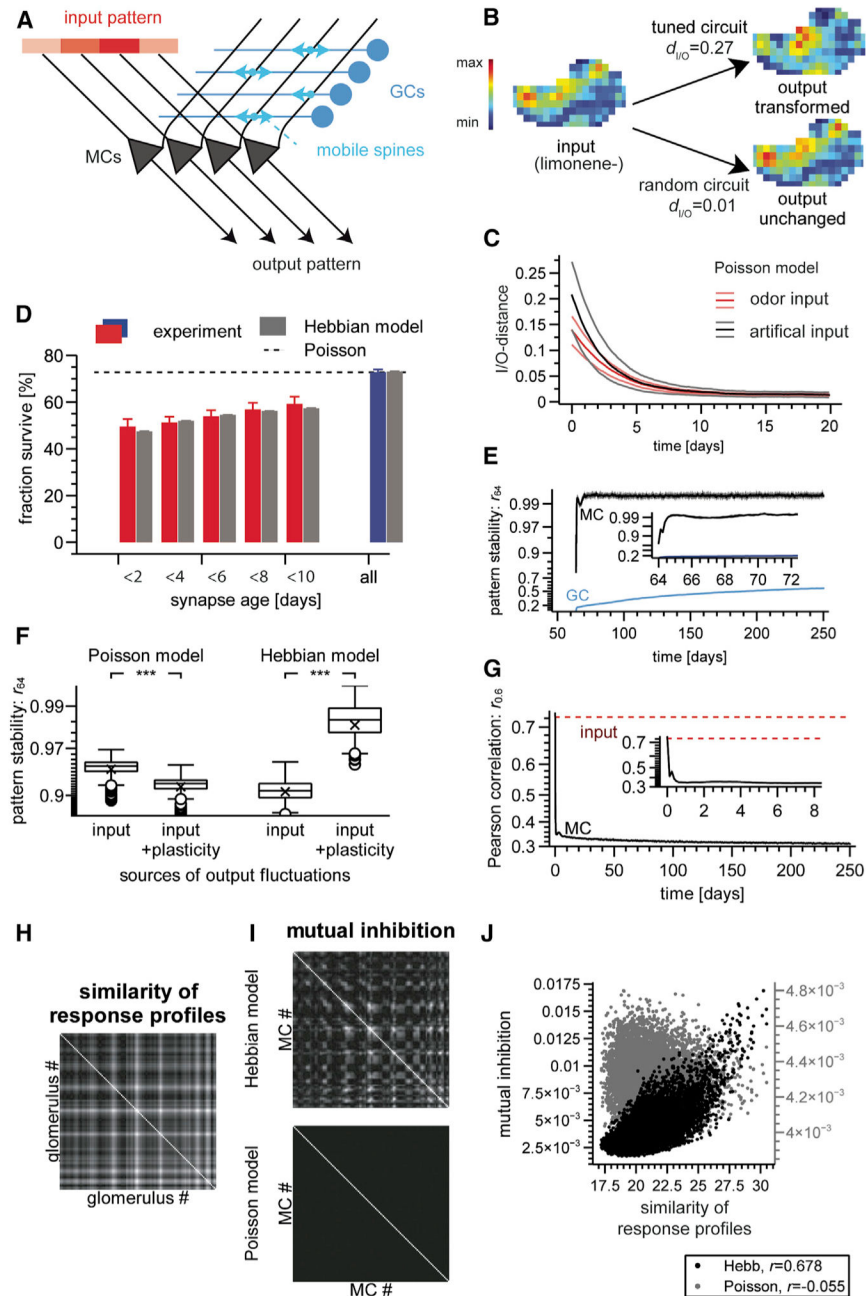 A
input pattern
GCs
mobile spines
MCs
output pattern
B
max
min
input
(limonene-)
tuned circuit
dI/O=0.27
output
transformed
random circuit
dI/O=0.01
output
unchanged
C
Poisson model
odor input
artifical input
I/O-distance
0.25
0.2
0.15
0.1
0.05
0
0 5 10 15 20
time [days]
D
experiment
Hebbian model
Poisson
fraction survive [%]
80
60
40
20
0
<2 <4 <6 <8 <10 all
synapse age [days]
E
pattern stability: r64
0.99
0.97
0.9
0.7
0.5
0.2
MC
GC
0.99
0.9
0.2
64 66 68 70 72
50 100 150 200 250
time [days]
F
Poisson model Hebbian model
*** ***
pattern stability: r64
0.99
0.97
0.9
input input input input
+plasticity +plasticity
sources of output fluctuations
G
Pearson correlation: r0.6
0.7
0.6
0.5
0.4
0.3
input
MC
0.7
0.5
0.3
0 2 4 6 8
0 50 100 150 200 250
time [days]
H
similarity of
response profiles
glomerulus #
glomerulus #
I
mutual inhibition
Hebbian model
MC #
Poisson model
MC #
MC #
J
mutual inhibition
0.0175
0.015
0.0125
0.01
7.5×10-3
5×10-3
2.5×10-3
4.8×10-3
4.6×10-3
4.4×10-3
4.2×10-3
4×10-3
17.5 20 22.5 25 27.5 30
similarity of
response profiles
Hebb, r=0.678
Poisson, r=-0.055